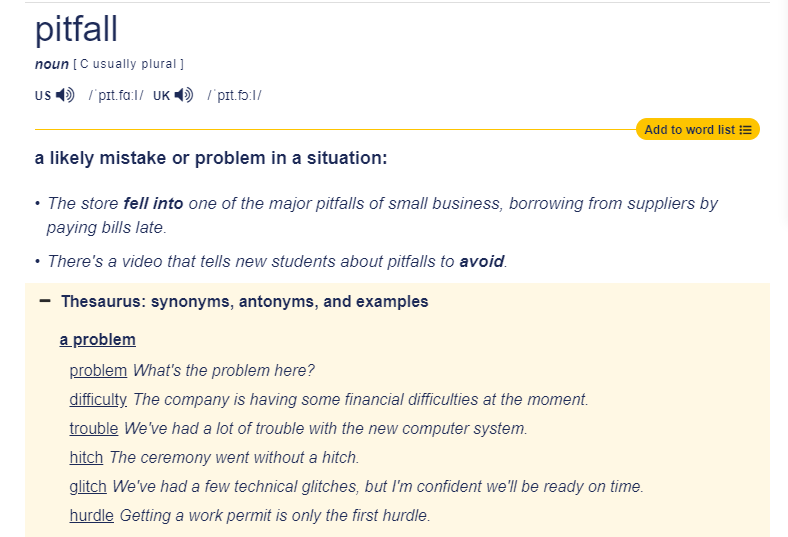 pitfall
noun [ C usually plural ]
US /ˈpɪt.fɑːl/ UK /ˈpɪt.fɔːl/
Add to word list
a likely mistake or problem in a situation:
• The store fell into one of the major pitfalls of small business, borrowing from suppliers by
paying bills late.
• There's a video that tells new students about pitfalls to avoid.
– Thesaurus: synonyms, antonyms, and examples
a problem
problem What's the problem here?
difficulty The company is having some financial difficulties at the moment.
trouble We've had a lot of trouble with the new computer system.
hitch The ceremony went without a hitch.
glitch We've had a few technical glitches, but I'm confident we'll be ready on time.
hurdle Getting a work permit is only the first hurdle.